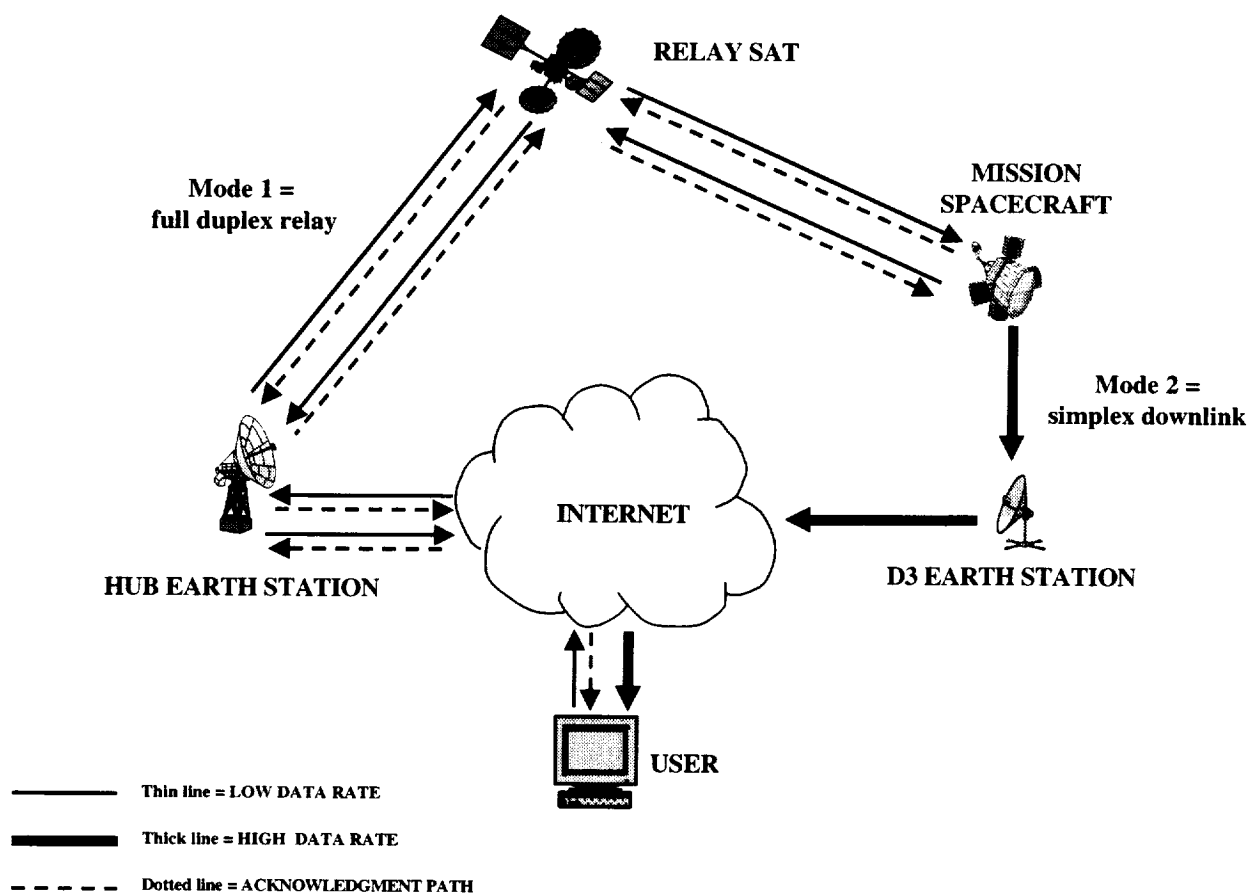 RELAY SAT
Mode 1 =
full duplex relay
MISSION
SPACECRAFT
Mode 2 =
simplex downlink
INTERNET
HUB EARTH STATION
D3 EARTH STATION
USER
Thin line = LOW DATA RATE
Thick line = HIGH DATA RATE
Dotted line = ACKNOWLEDGMENT PATH